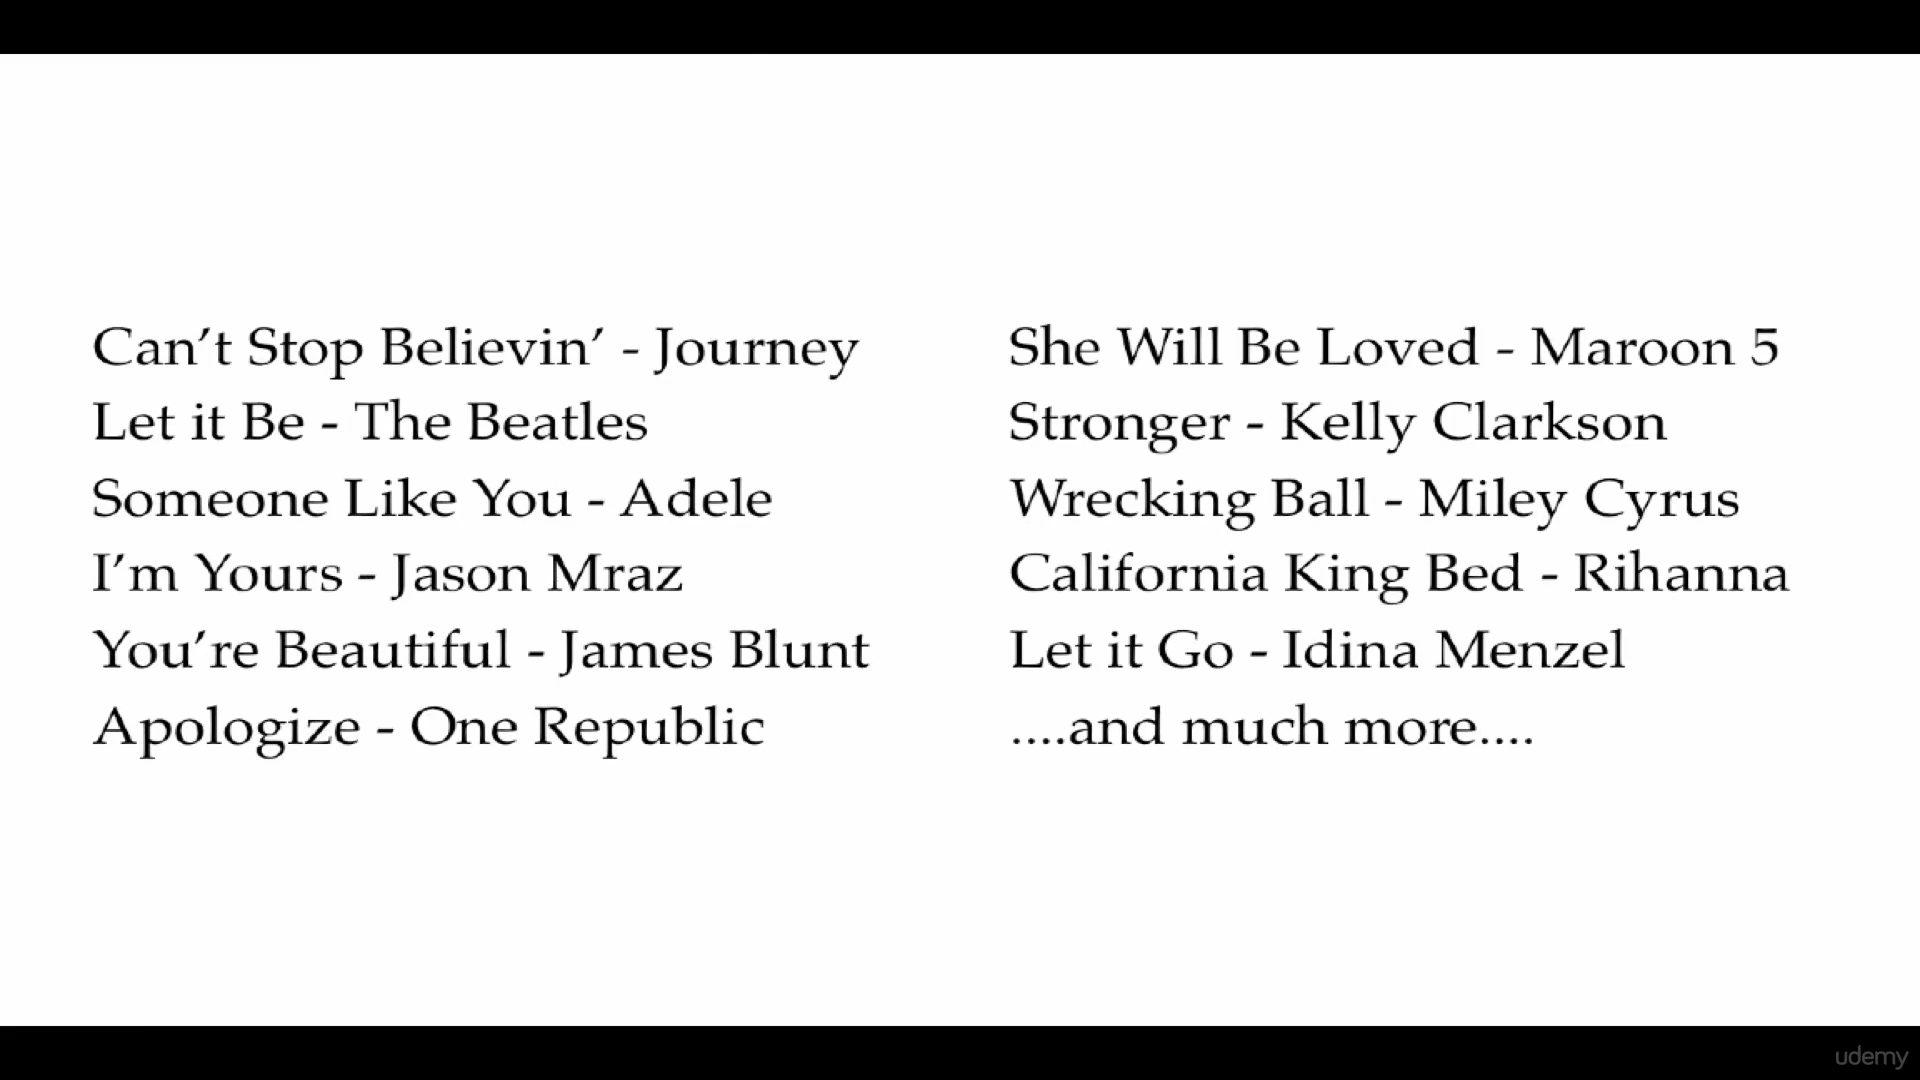 Can’t Stop Believin’ - Journey
Let it Be - The Beatles
Someone Like You - Adele
I’m Yours - Jason Mraz
You’re Beautiful - James Blunt
Apologize - One Republic
She Will Be Loved - Maroon 5
Stronger - Kelly Clarkson
Wrecking Ball - Miley Cyrus
California King Bed - Rihanna
Let it Go - Idina Menzel
....and much more....
udemy